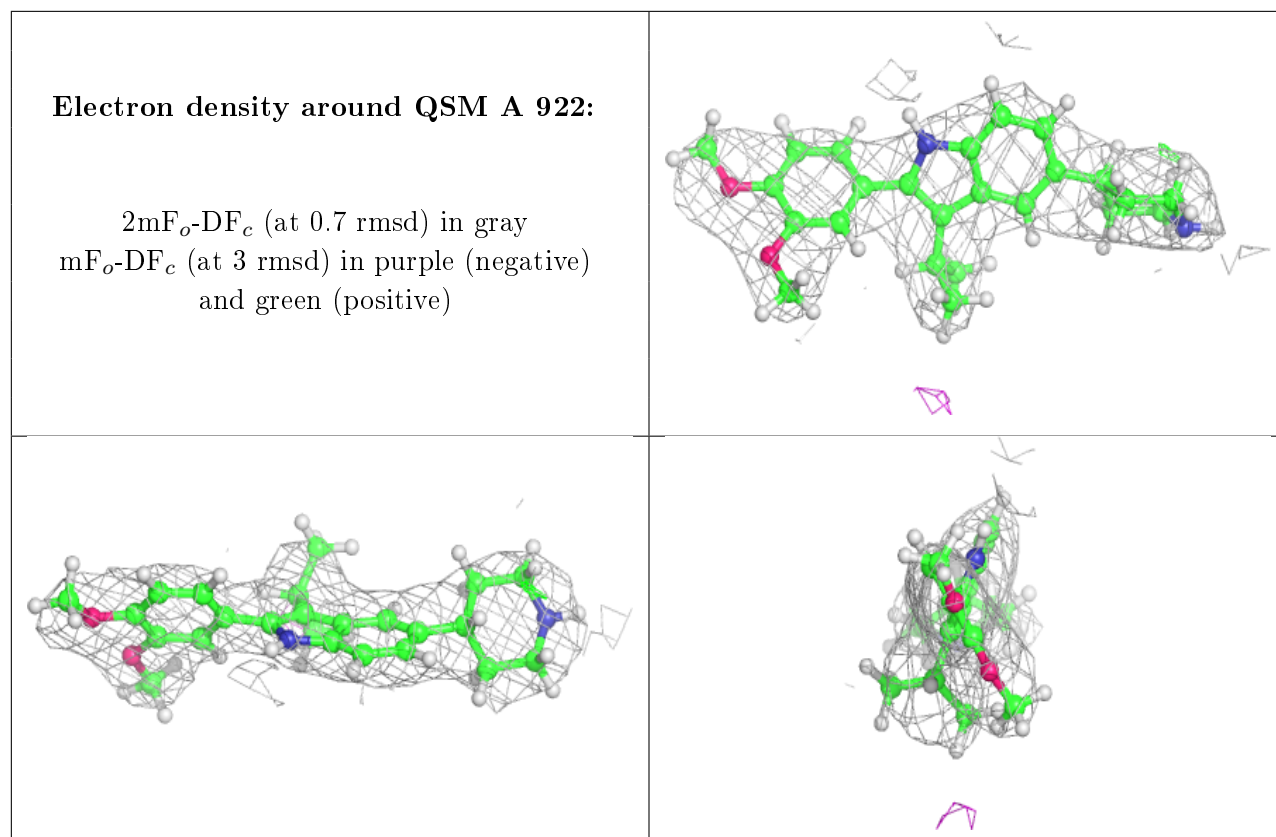 Electron density around QSM A 922:
2mFo-DFc (at 0.7 rmsd) in gray
mFo-DFc (at 3 rmsd) in purple (negative)
and green (positive)